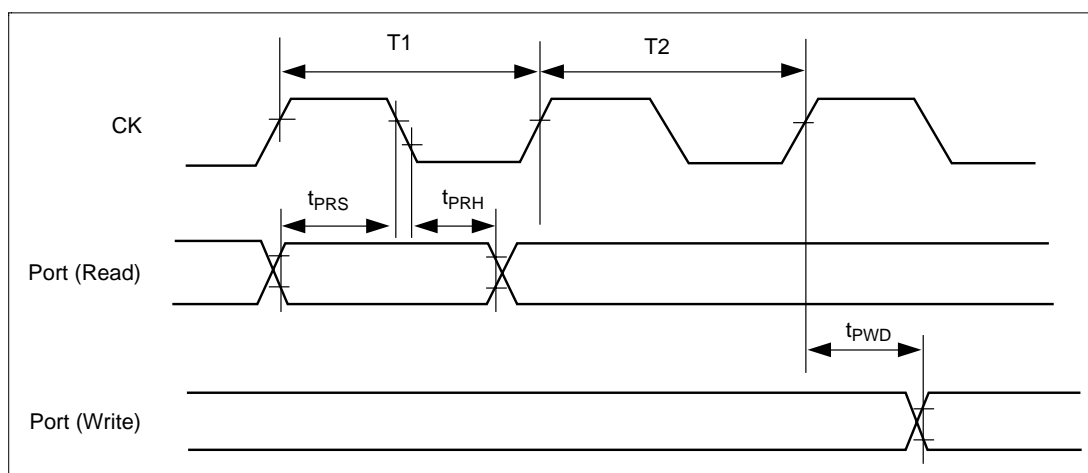 T1
T2
CK
tPRS
tPRH
Port (Read)
tPWD
Port (Write)